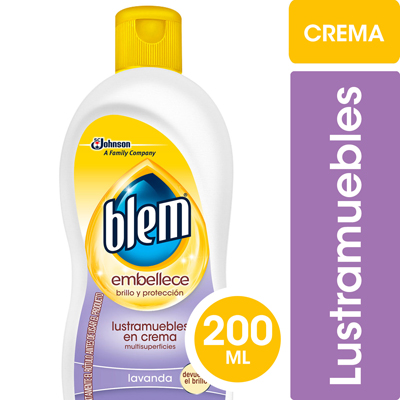 CREMA
Lustramuebles
SC Johnson
A Family Company
blem
embellece
brillo y protección
lustramuebles
en crema
multisuperficies
lavanda
devuelve
el brillo
200
ML